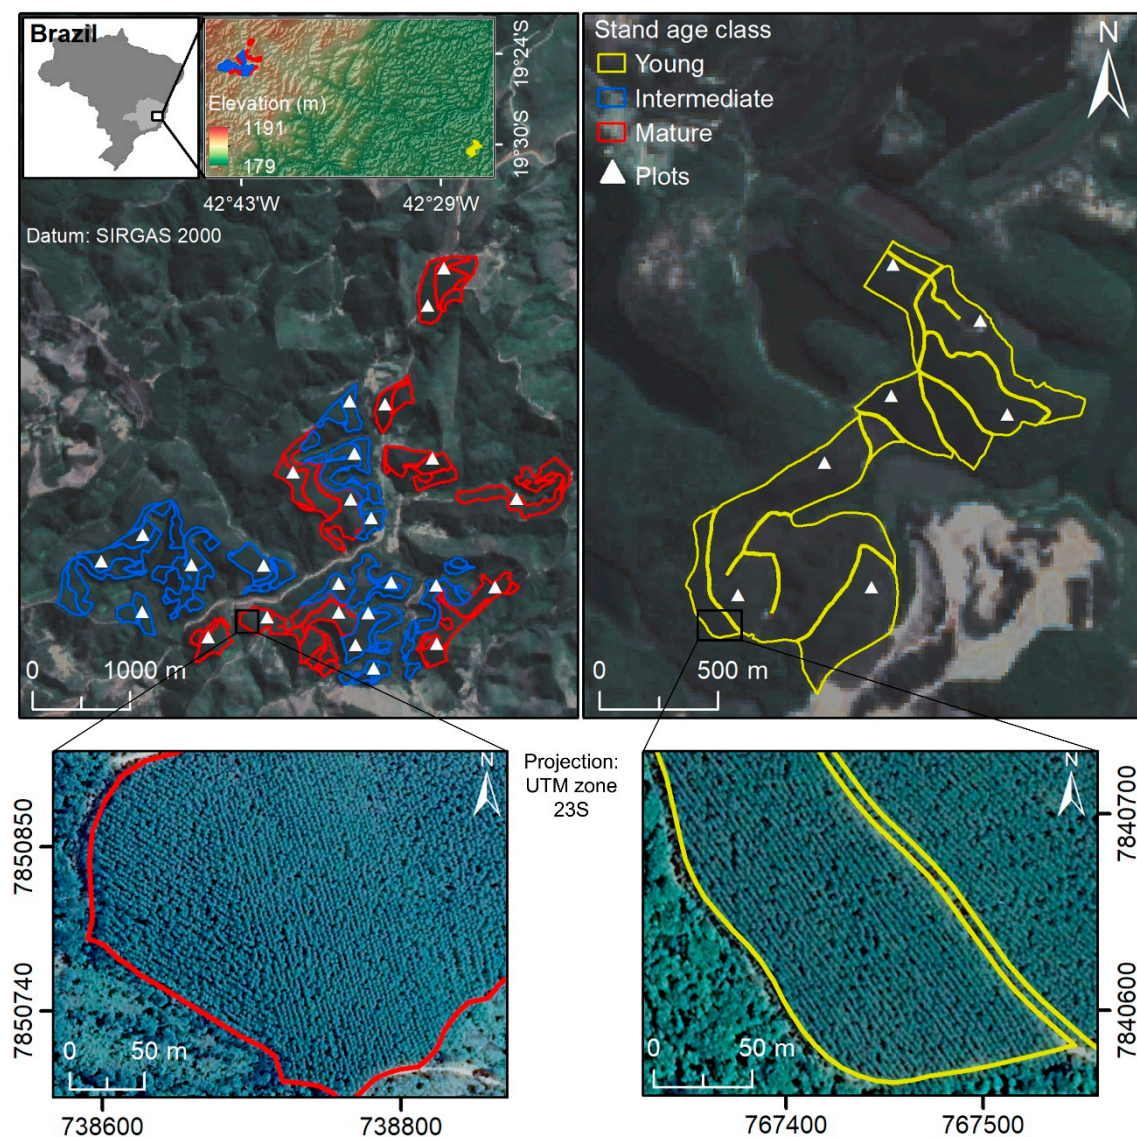 Brazil
Elevation (m)
1191
179
19°24'S
19°30'S
42°43'W
42°29'W
Datum: SIRGAS 2000
0
1000 m
Stand age class
Young
Intermediate
Mature
Plots
N
0
500 m
Projection:
UTM zone
23S
N
7850850
7850740
0
50 m
738600
738800
N
7840700
7840600
0
50 m
767400
767500